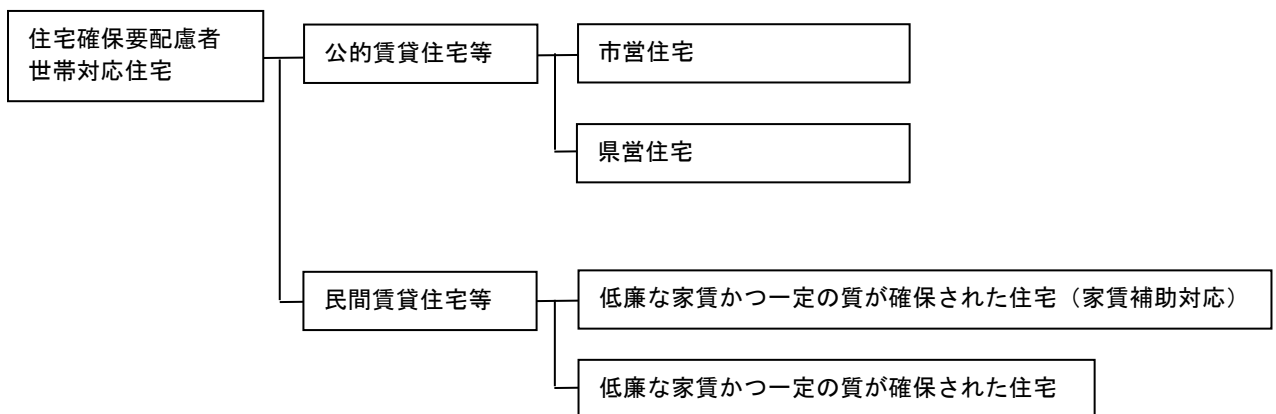 住宅確保要配慮者
世帯対応住宅
公的賃貸住宅等
市営住宅
県営住宅
民間賃貸住宅等
低廉な家賃かつ一定の質が確保された住宅（家賃補助対応）
低廉な家賃かつ一定の質が確保された住宅